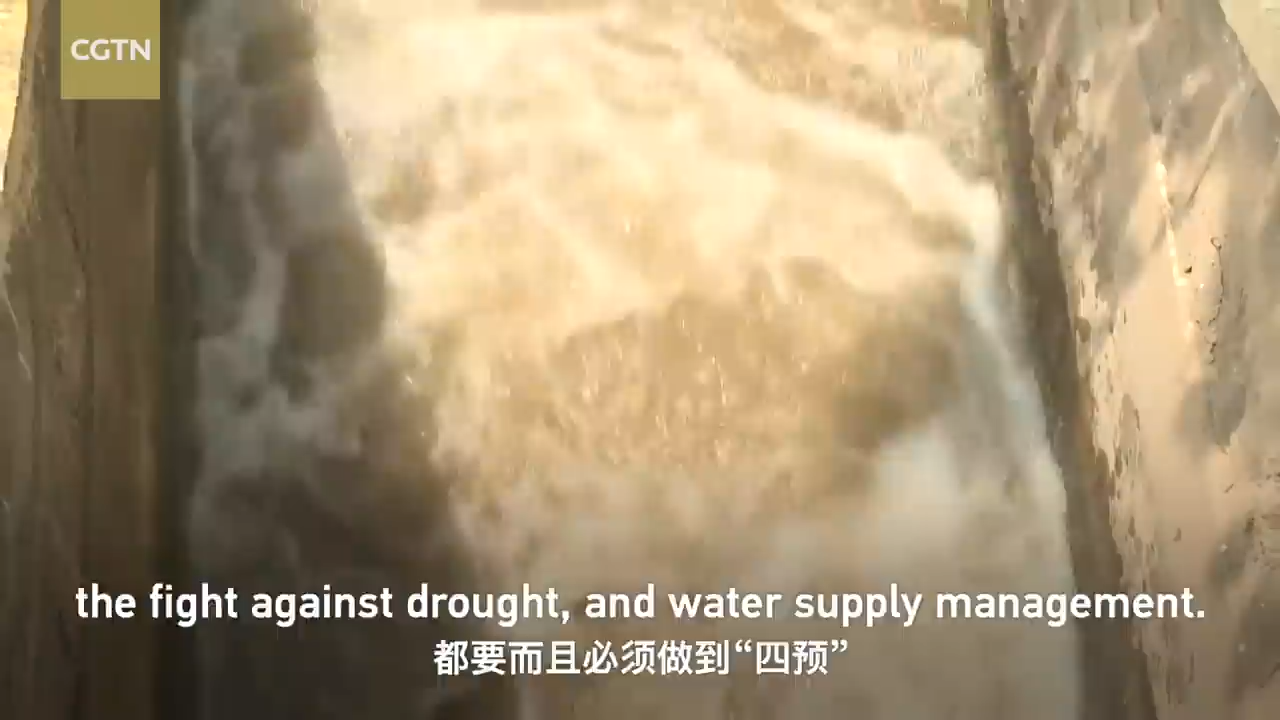 CGTN
the fight against drought, and water supply management.
都要而且必须做到“四预”